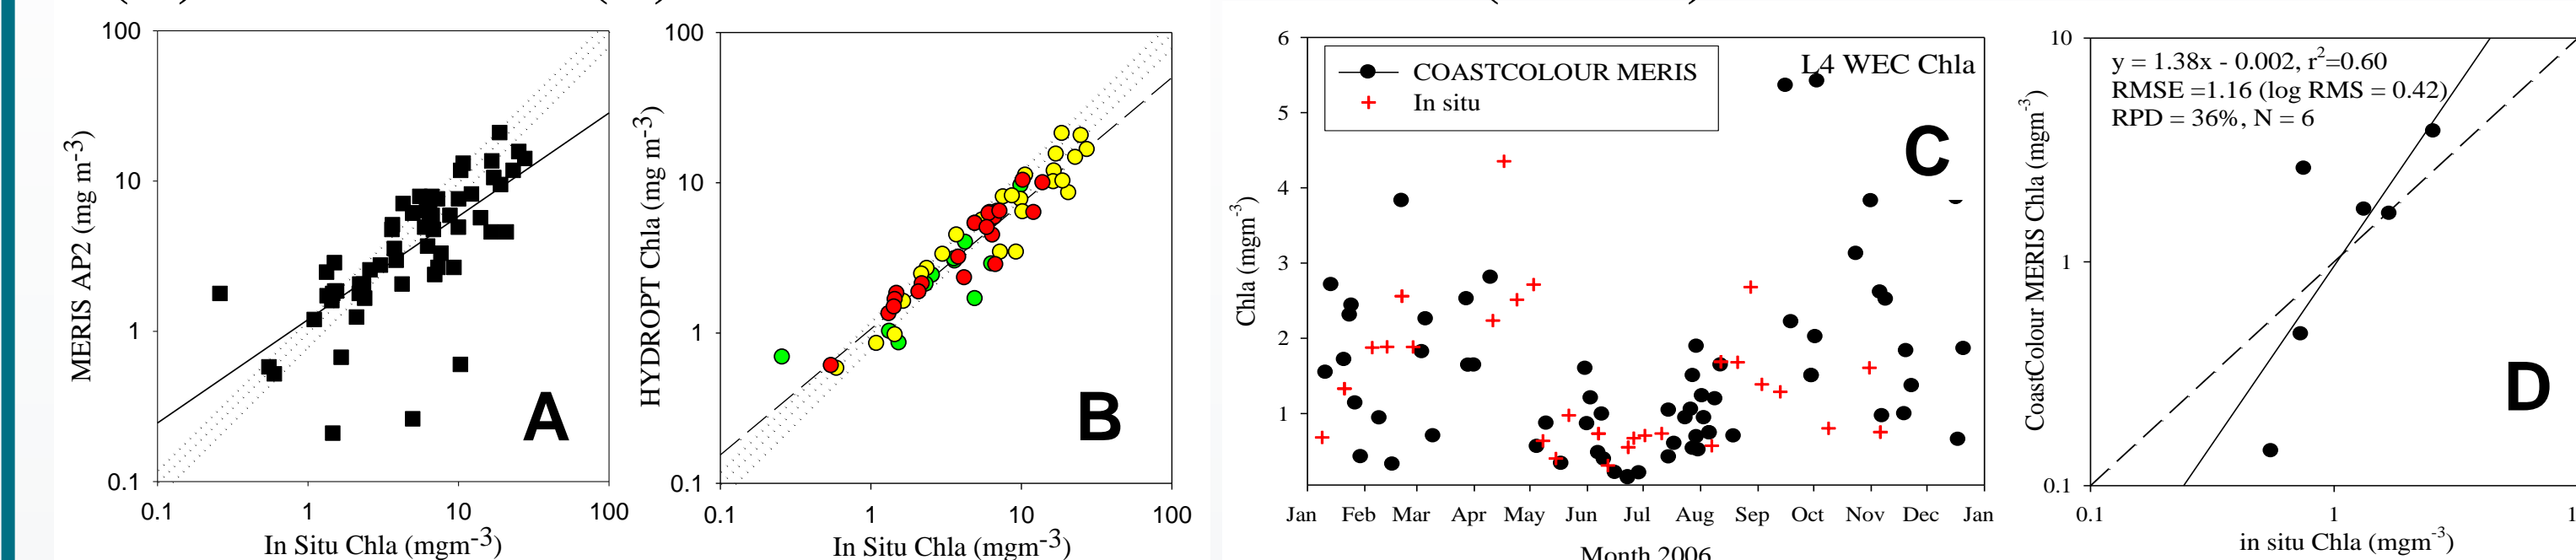 100
10
1
0.1
0.1 1 10 100
MERIS AP2 (mg m-3)
In Situ Chla (mgm-3)
A
100
10
1
0.1
0.1 1 10 100
HYDROPT Chla (mg m-3)
In Situ Chla (mgm-3)
B
6
5
4
3
2
1
Chla (mgm-3)
COASTCOLOUR MERIS
In situ
L4 WEC Chla
C
Jan Feb Mar Apr May Jun Jul Aug Sep Oct Nov Dec Jan
Month 2006
10
1
0.1
CoastColour MERIS Chla (mgm-3)
y = 1.38x - 0.002, r2=0.60
RMSE =1.16 (log RMS = 0.42)
RPD = 36%, N = 6
D
0.1 1
in situ Chla (mgm-3)